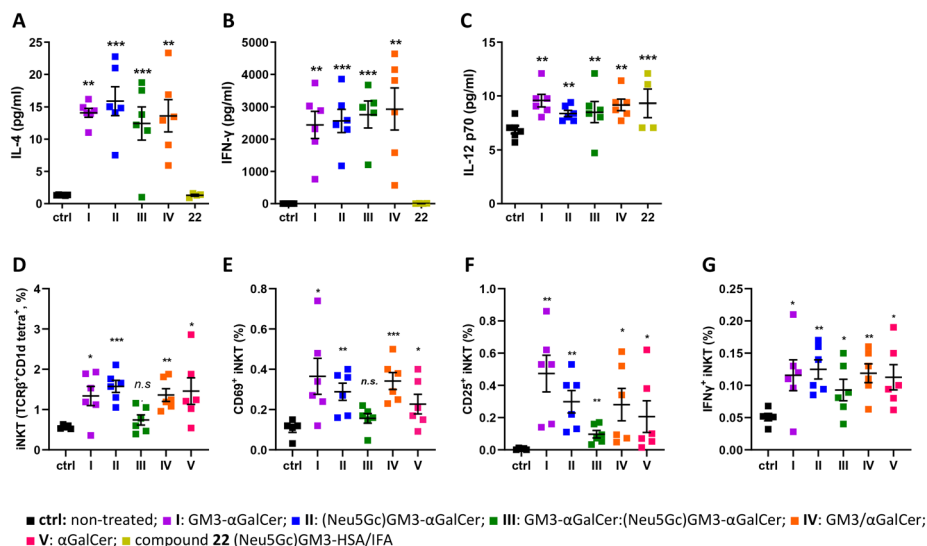 A
B
C
IL-4 (pg/ml)
25
20
15
10
5
0
** *** *** **
ctrl I II III IV 22
IFN-γ (pg/ml)
5000
4000
3000
2000
1000
0
** *** *** **
ctrl I II III IV 22
IL-12 p70 (pg/ml)
15
10
5
0
** ** ** ** ***
ctrl I II III IV 22
D
E
F
G
iNKT (TCRβ⁺CD1d tetra⁺, %)
4
3
2
1
0
* *** n.s ** *
ctrl I II III IV V
CD69⁺ iNKT (%)
0.8
0.6
0.4
0.2
0.0
* ** n.s. *** *
ctrl I II III IV V
CD25⁺ iNKT (%)
1.0
0.8
0.6
0.4
0.2
0.0
** ** ** * *
ctrl I II III IV V
IFNγ⁺ iNKT (%)
0.25
0.20
0.15
0.10
0.05
0.00
* ** * ** *
ctrl I II III IV V
ctrl: non-treated; I: GM3-αGalCer; II: (Neu5Gc)GM3-αGalCer; III: GM3-αGalCer:(Neu5Gc)GM3-αGalCer; IV: GM3/αGalCer;
V: αGalCer; compound 22 (Neu5Gc)GM3-HSA/IFA